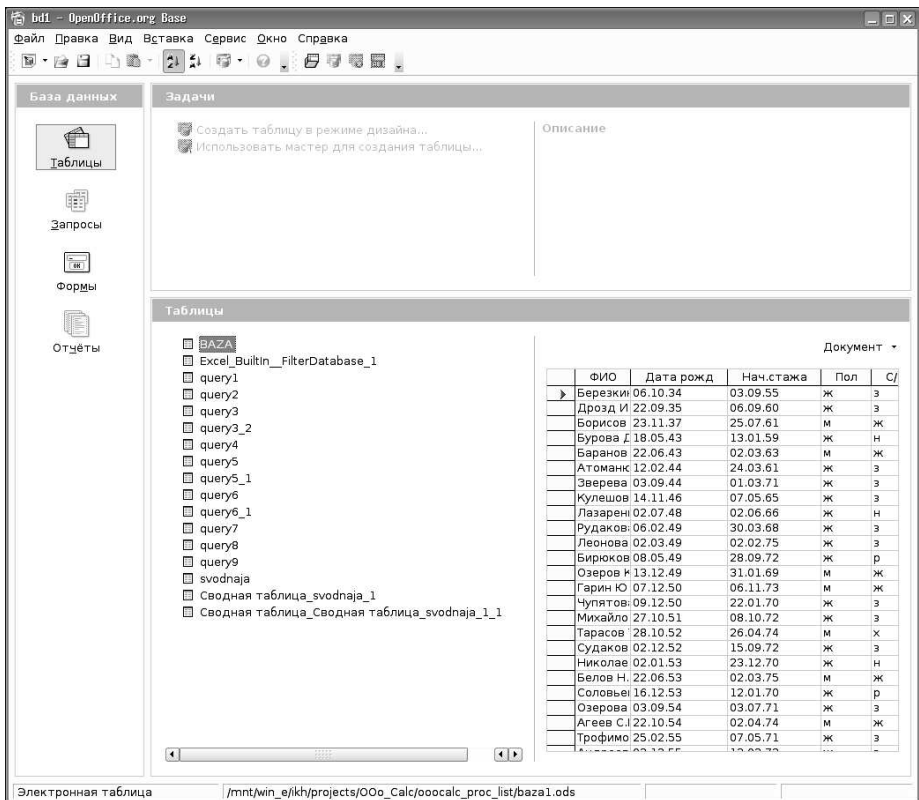 bd1 - OpenOffice.org Base
Файл Правка Вид Вставка Сервис Окно Справка
База данных
Таблицы
Запросы
Формы
Отчёты
Задачи
Создать таблицу в режиме дизайна...
Использовать мастер для создания таблицы...
Описание
Таблицы
BAZA
Excel_BuiltIn__FilterDatabase_1
query1
query2
query3
query3_2
query4
query5
query5_1
query6
query6_1
query7
query8
query9
svodnaja
Сводная таблица_svodnaja_1
Сводная таблица_Сводная таблица_svodnaja_1_1
Документ
ФИО Дата рожд Нач.стажа Пол С/
Березки 06.10.34 03.09.55 ж з
Дрозд И 22.09.35 06.09.60 ж з
Борисов 23.11.37 25.07.61 м ж
Бурова Д 18.05.43 13.01.59 ж н
Баранов 22.06.43 02.03.63 м ж
Атоманк 12.02.44 24.03.61 ж з
Зверева 03.09.44 01.03.71 ж з
Кулешов 14.11.46 07.05.65 ж з
Лазарен 02.07.48 02.06.66 ж н
Рудаков 06.02.49 30.03.68 ж з
Леонова 02.03.49 02.02.75 ж з
Бирюков 08.05.49 28.09.72 ж р
Озеров К 13.12.49 31.01.69 м ж
Гарин Ю 07.12.50 06.11.73 м ж
Чупятов 09.12.50 22.01.70 ж з
Михайло 27.10.51 08.10.72 ж з
Тарасов 28.10.52 26.04.74 м х
Судаков 02.12.52 15.09.72 ж з
Николае 02.01.53 23.12.70 ж н
Белов Н. 22.06.53 02.03.75 м ж
Соловье 16.12.53 12.01.70 ж р
Озерова 03.09.54 03.07.71 ж з
Агеев С. 22.10.54 02.04.74 м ж
Трофимо 25.02.55 07.05.71 ж з
Электронная таблица /mnt/win_e/ikh/projects/OOo_Calc/ooocalc_proc_list/baza1.ods